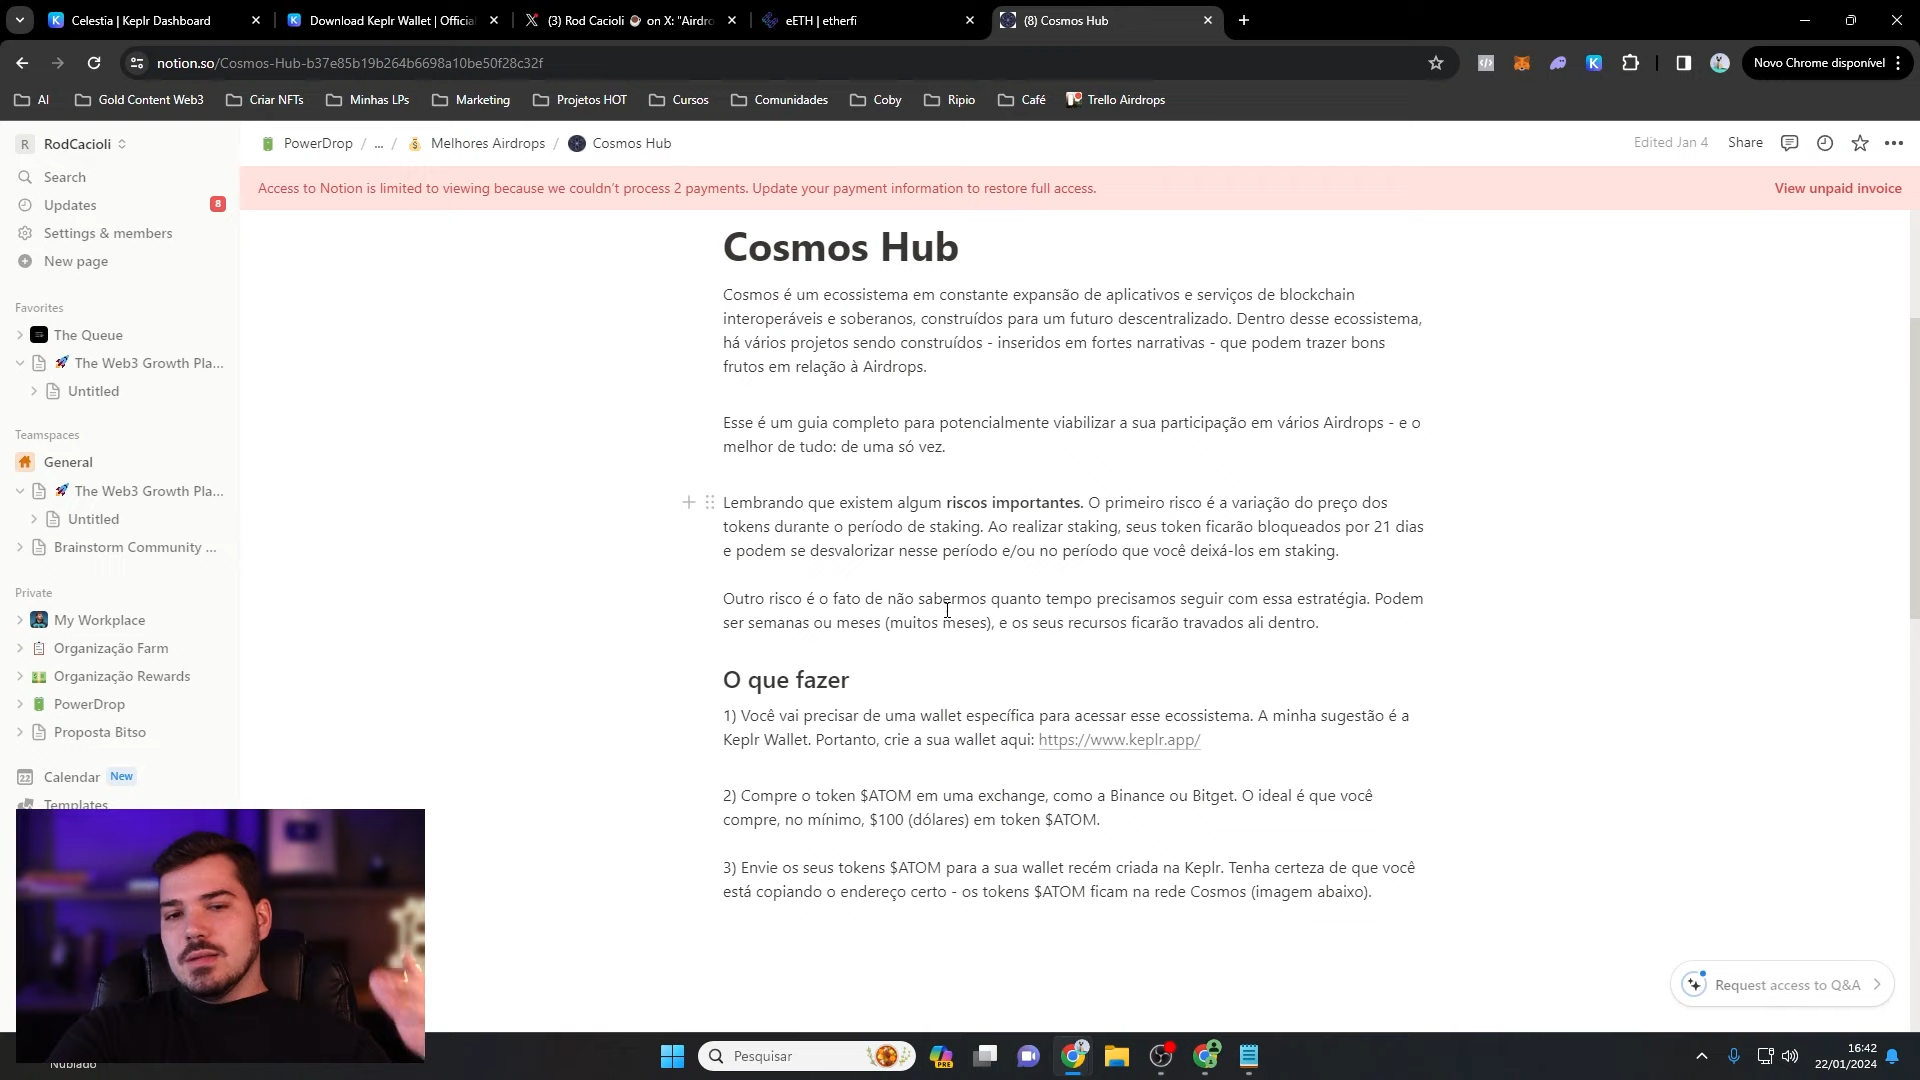 Celestia | Keplr Dashboard
Download Keplr Wallet | Official
(3) Rod Cacioli on X: "Airdro
eETH | etherfi
(8) Cosmos Hub
notion.so/Cosmos-Hub-b37e85b19b264b6698a10be50f28c32f
Novo Chrome disponível
AI
Gold Content Web3
Criar NFTs
Minhas LPs
Marketing
Projetos HOT
Cursos
Comunidades
Coby
Ripio
Café
Trello Airdrops
R RodCacioli
PowerDrop / ... / Melhores Airdrops / Cosmos Hub
Edited Jan 4
Share
Access to Notion is limited to viewing because we couldn't process 2 payments. Update your payment information to restore full access.
View unpaid invoice
Search
Updates
8
Settings & members
New page
Favorites
The Queue
The Web3 Growth Pla...
Untitled
Teamspaces
General
The Web3 Growth Pla...
Untitled
Brainstorm Community ...
Private
My Workplace
Organização Farm
Organização Rewards
PowerDrop
Proposta Bitso
22 Calendar New
Templates
Cosmos Hub
Cosmos é um ecossistema em constante expansão de aplicativos e serviços de blockchain
interoperáveis e soberanos, construídos para um futuro descentralizado. Dentro desse ecossistema,
há vários projetos sendo construídos - inseridos em fortes narrativas - que podem trazer bons
frutos em relação à Airdrops.
Esse é um guia completo para potencialmente viabilizar a sua participação em vários Airdrops - e o
melhor de tudo: de uma só vez.
Lembrando que existem algum riscos importantes. O primeiro risco é a variação do preço dos
tokens durante o período de staking. Ao realizar staking, seus token ficarão bloqueados por 21 dias
e podem se desvalorizar nesse período e/ou no período que você deixá-los em staking.
Outro risco é o fato de não sabermos quanto tempo precisamos seguir com essa estratégia. Podem
ser semanas ou meses (muitos meses), e os seus recursos ficarão travados ali dentro.
O que fazer
1) Você vai precisar de uma wallet específica para acessar esse ecossistema. A minha sugestão é a
Keplr Wallet. Portanto, crie a sua wallet aqui: https://www.keplr.app/
2) Compre o token $ATOM em uma exchange, como a Binance ou Bitget. O ideal é que você
compre, no mínimo, $100 (dólares) em token $ATOM.
3) Envie os seus tokens $ATOM para a sua wallet recém criada na Keplr. Tenha certeza de que você
está copiando o endereço certo - os tokens $ATOM ficam na rede Cosmos (imagem abaixo).
Request access to Q&A
Nublado
Pesquisar
PRE
16:42
22/01/2024